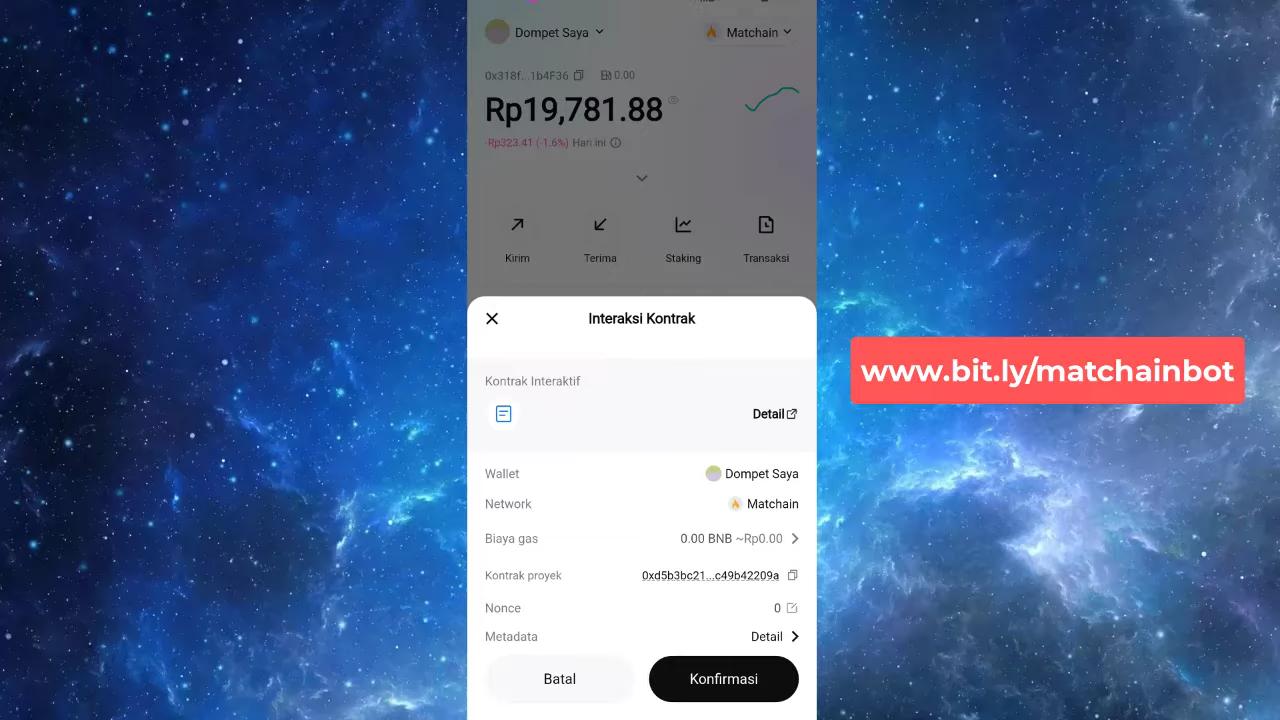 Dompet Saya
Matchain
0x318f...1b4F36
0.00
Rp19,781.88
-Rp323.41 (-1.6%) Hari ini
Kirim
Terima
Staking
Transaksi
Interaksi Kontrak
Kontrak Interaktif
Detail
Wallet
Dompet Saya
Network
Matchain
Biaya gas
0.00 BNB ~Rp0.00
Kontrak proyek
0xd5b3bc21...c49b42209a
Nonce
0
Metadata
Detail
Batal
Konfirmasi
www.bit.ly/matchainbot